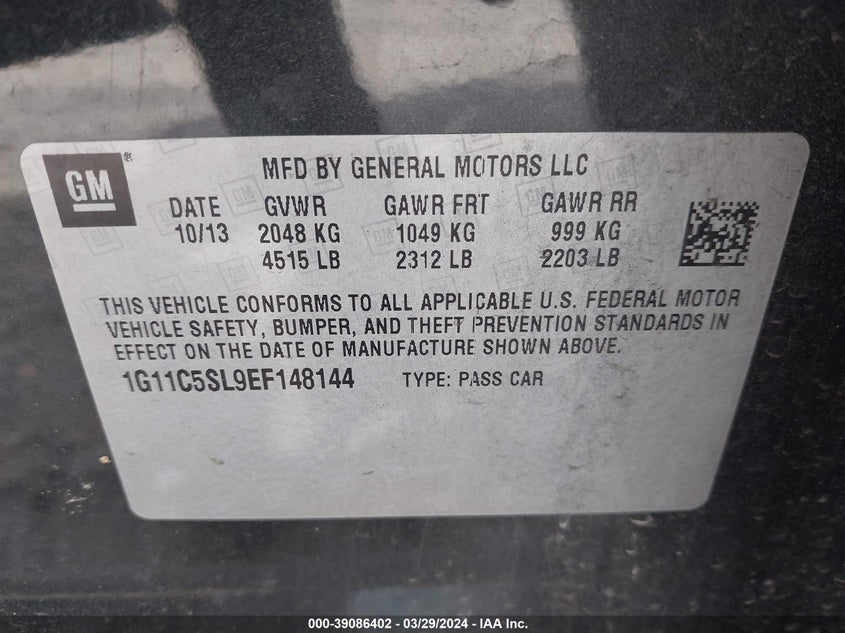 GM ®
MFD BY GENERAL MOTORS LLC
DATE GVWR GAWR FRT GAWR RR
10/13 2048 KG 1049 KG 999 KG
4515 LB 2312 LB 2203 LB
THIS VEHICLE CONFORMS TO ALL APPLICABLE U.S. FEDERAL MOTOR
VEHICLE SAFETY, BUMPER, AND THEFT PREVENTION STANDARDS IN
EFFECT ON THE DATE OF MANUFACTURE SHOWN ABOVE.
1G11C5SL9EF148144 TYPE: PASS CAR
000-39086402 - 03/29/2024 - IAA Inc.